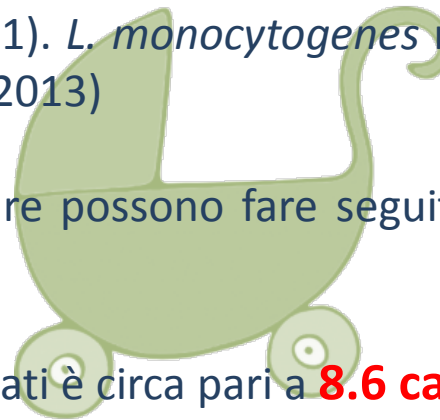 1). L. monocytogenes
2013)
re possono fare segui
ati è circa pari a 8.6 ca